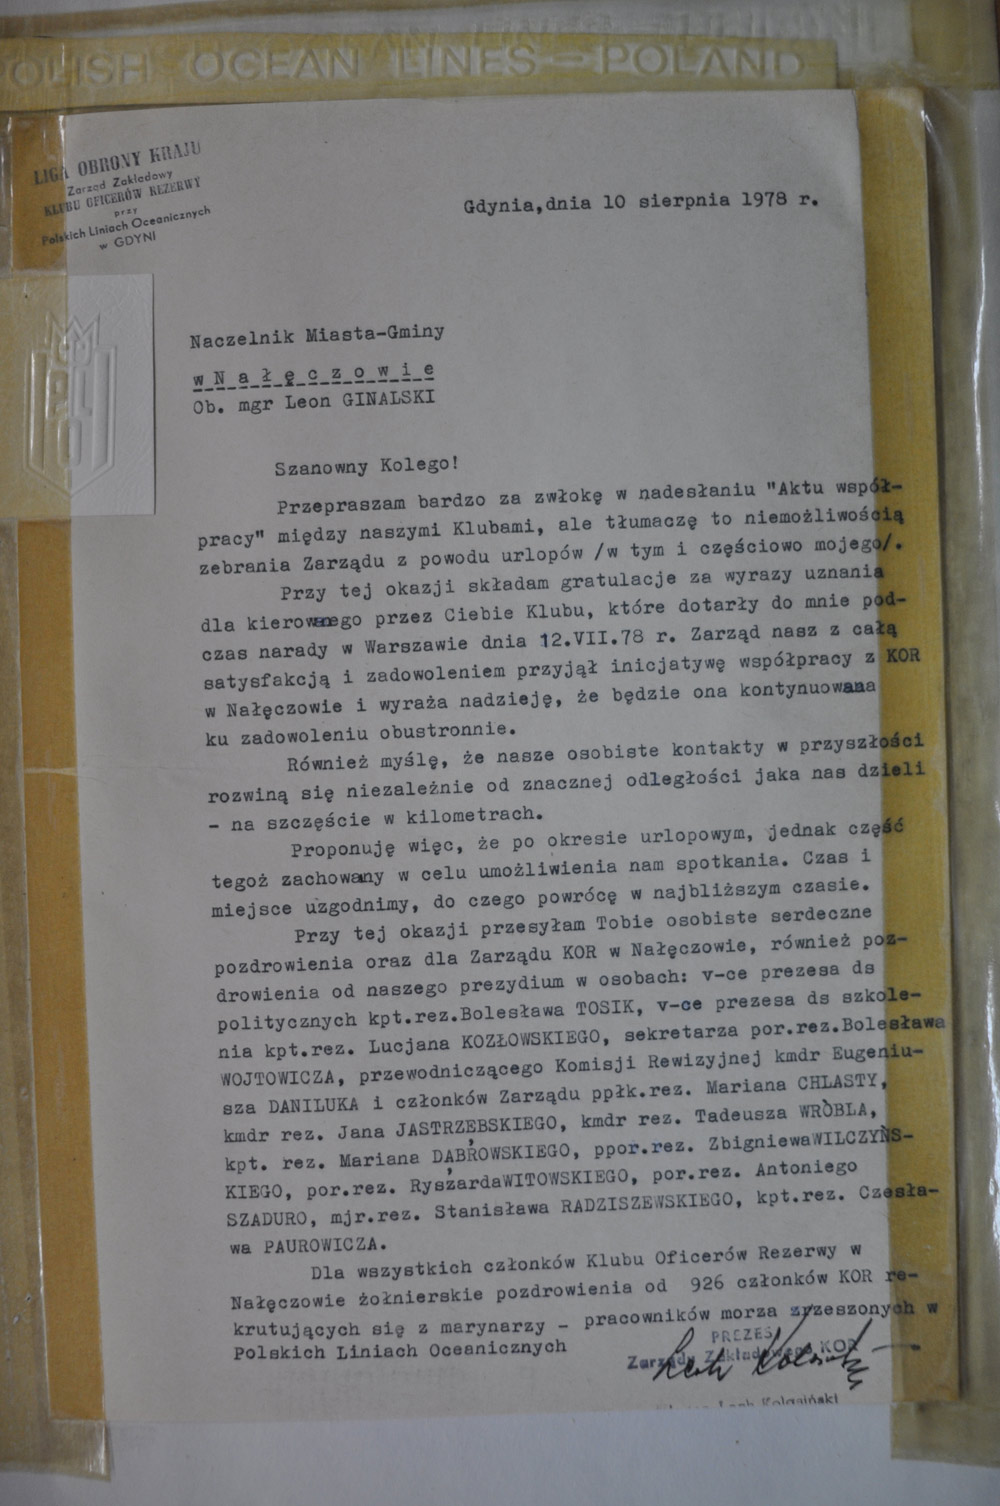 POLISH OCEAN LINES — POLAND
LIGA OBRONY KRAJU
Zarząd Zakładowy
KLUBU OFICERÓW REZERWY
przy
Polskich Liniach Oceanicznych
w GDYNI
Gdynia,dnia 10 sierpnia 1978 r.
PLO
Naczelnik Miasta-Gminy
w N a ł ę c z o w i e
Ob. mgr Leon GINALSKI
Szanowny Kolego!
Przepraszam bardzo za zwłokę w nadesłaniu "Aktu współ-
pracy" między naszymi Klubami, ale tłumaczę to niemożliwością
zebrania Zarządu z powodu urlopów /w tym i częściowo mojego/.
Przy tej okazji składam gratulacje za wyrazy uznania
dla kierowanego przez Ciebie Klubu, które dotarły do mnie pod-
czas narady w Warszawie dnia 12.VII.78 r. Zarząd nasz z całą
satysfakcją i zadowoleniem przyjął inicjatywę współpracy z KOR
w Nałęczowie i wyraża nadzieję, że będzie ona kontynuowana
ku zadowoleniu obustronnie.
Również myślę, że nasze osobiste kontakty w przyszłości
rozwiną się niezależnie od znacznej odległości jaka nas dzieli
- na szczęście w kilometrach.
Proponuję więc, że po okresie urlopowym, jednak część
tegoż zachowany w celu umożliwienia nam spotkania. Czas i
miejsce uzgodnimy, do czego powrócę w najbliższym czasie.
Przy tej okazji przesyłam Tobie osobiste serdeczne
pozdrowienia oraz dla Zarządu KOR w Nałęczowie, również poz-
drowienia od naszego prezydium w osobach: v-ce prezesa ds
politycznych kpt.rez.Bolesława TOSIK, v-ce prezesa ds szkole-
nia kpt.rez. Lucjana KOZŁOWSKIEGO, sekretarza por.rez.Bolesława
WOJTOWICZA, przewodniczącego Komisji Rewizyjnej kmdr Eugeniu-
sza DANILUKA i członków Zarządu ppłk.rez. Mariana CHLASTY,
kmdr rez. Jana JASTRZĘBSKIEGO, kmdr rez. Tadeusza WRÓBLA,
kpt. rez. Mariana DĄBROWSKIEGO, ppor.rez. ZbigniewaWILCZYŃS-
KIEGO, por.rez. RyszardaWITOWSKIEGO, por.rez. Antoniego
SZADURO, mjr.rez. Stanisława RADZISZEWSKIEGO, kpt.rez. Czesła-
wa PAUROWICZA.
Dla wszystkich członków Klubu Oficerów Rezerwy w
Nałęczowie żołnierskie pozdrowienia od 926 członków KOR re-
krutujących się z marynarzy - pracowników morza zrzeszonych w
Polskich Liniach Oceanicznych
PREZES
Zarządu Zakładowego KOR
Lech